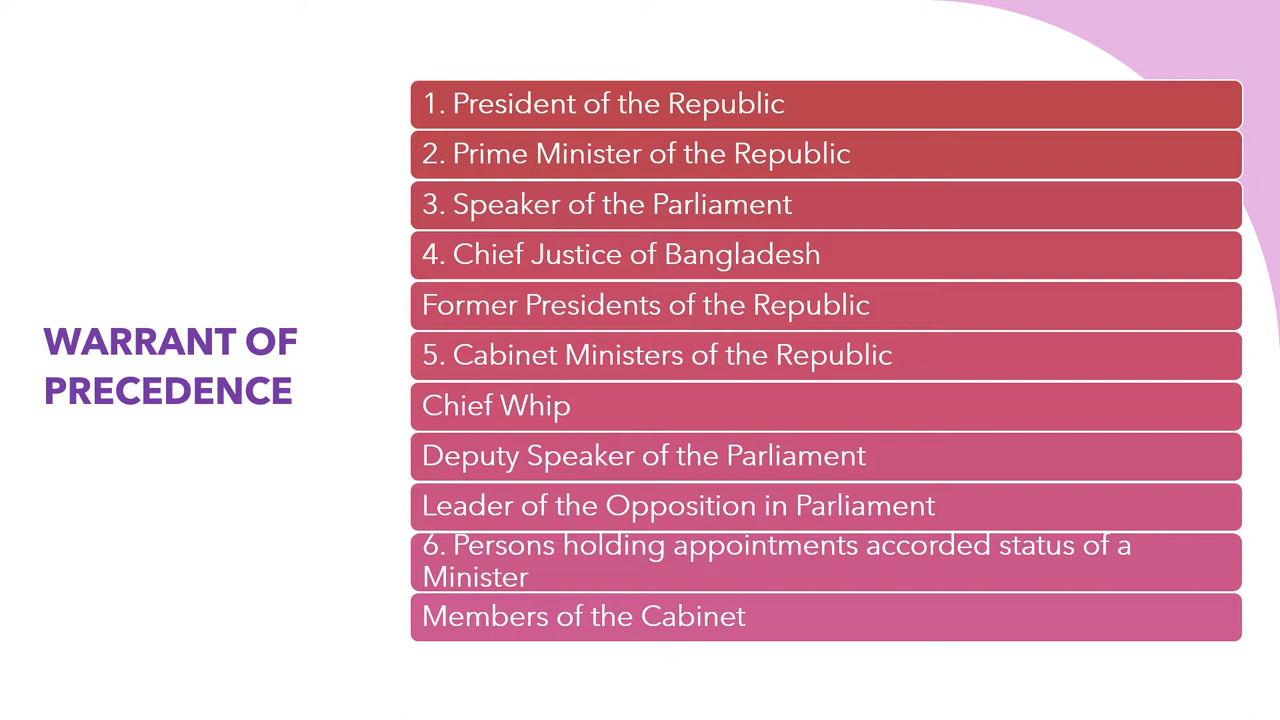 WARRANT OF
PRECEDENCE
1. President of the Republic
2. Prime Minister of the Republic
3. Speaker of the Parliament
4. Chief Justice of Bangladesh
Former Presidents of the Republic
5. Cabinet Ministers of the Republic
Chief Whip
Deputy Speaker of the Parliament
Leader of the Opposition in Parliament
6. Persons holding appointments accorded status of a
Minister
Members of the Cabinet